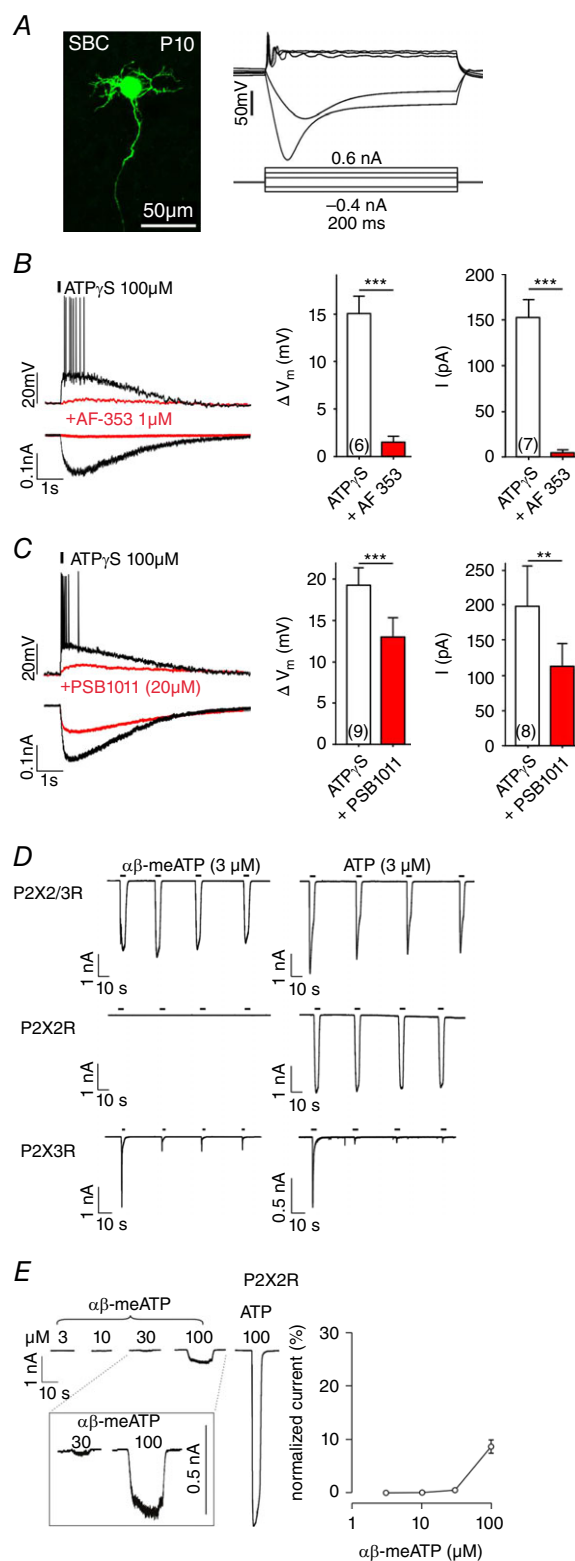 A
SBC P10
50µm
50mV
0.6 nA
–0.4 nA
200 ms
B
ATPγS 100µM
20mV
+AF-353 1µM
0.1nA
1s
Δ Vm (mV)
15
10
5
0
***
(6)
ATPγS
+ AF 353
I (pA)
200
150
100
50
0
***
(7)
ATPγS
+ AF 353
C
ATPγS 100µM
20mV
+PSB1011 (20µM)
0.1nA
1s
Δ Vm (mV)
20
15
10
5
0
***
(9)
ATPγS
+ PSB1011
I (pA)
250
200
150
100
50
0
**
(8)
ATPγS
+ PSB1011
D
αβ-meATP (3 µM) ATP (3 µM)
P2X2/3R
1 nA
10 s
1 nA
10 s
P2X2R
1 nA
10 s
1 nA
10 s
P2X3R
1 nA
10 s
0.5 nA
10 s
E
P2X2R
αβ-meATP
ATP
µM 3 10 30 100 100
1 nA
10 s
αβ-meATP
30 100
0.5 nA
normalized current (%)
30
20
10
0
1 10 100
αβ-meATP (µM)